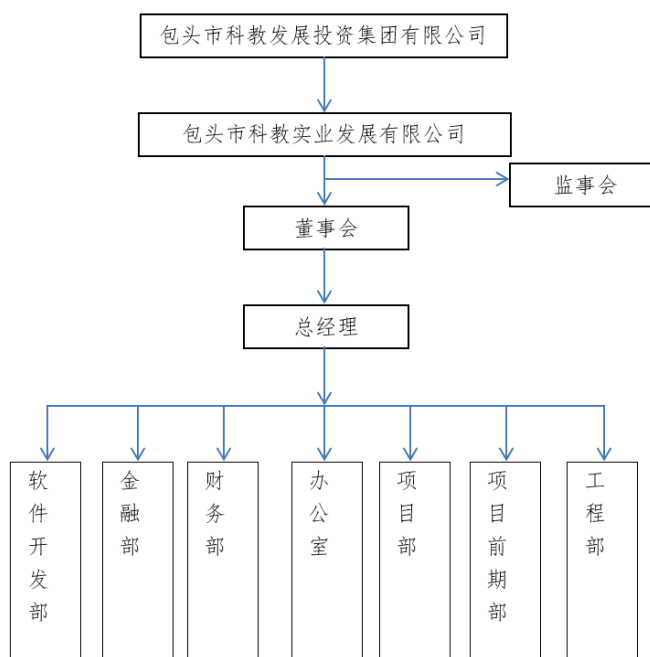 包头市科教发展投资集团有限公司
包头市科教实业发展有限公司
监事会
董事会
总经理
软件开发部
金融部
财务部
办公室
项目部
项目前期部
工程部